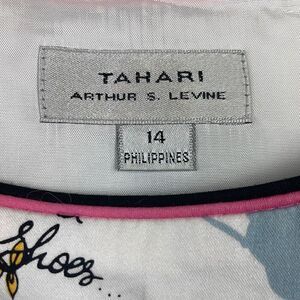 TAHARI
ARTHUR S. LEVINE
14
PHILIPPINES
Shoes...